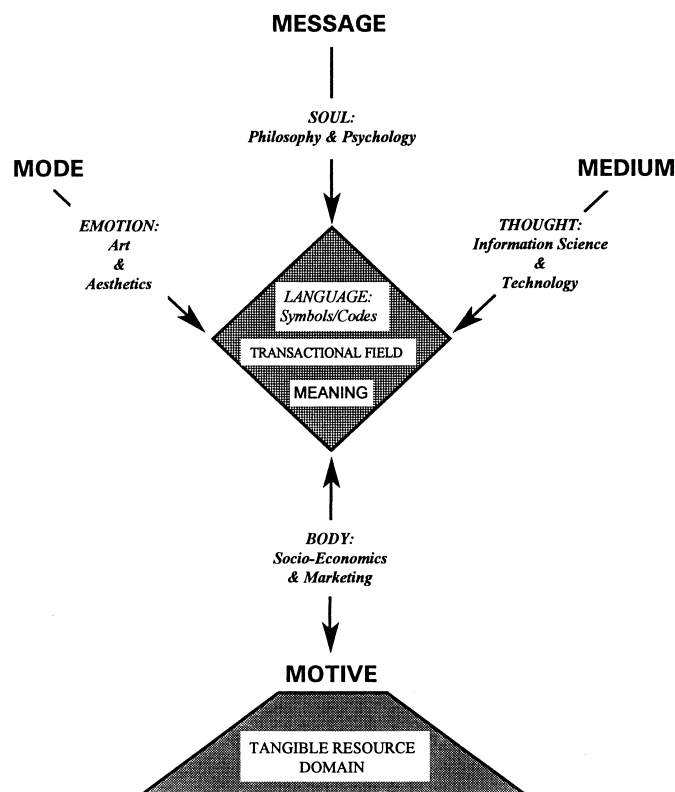 MESSAGE
SOUL:
Philosophy & Psychology
MODE
MEDIUM
EMOTION:
Art
&
Aesthetics
THOUGHT:
Information Science
&
Technology
LANGUAGE:
Symbols/Codes
TRANSACTIONAL FIELD
MEANING
BODY:
Socio-Economics
& Marketing
MOTIVE
TANGIBLE RESOURCE
DOMAIN